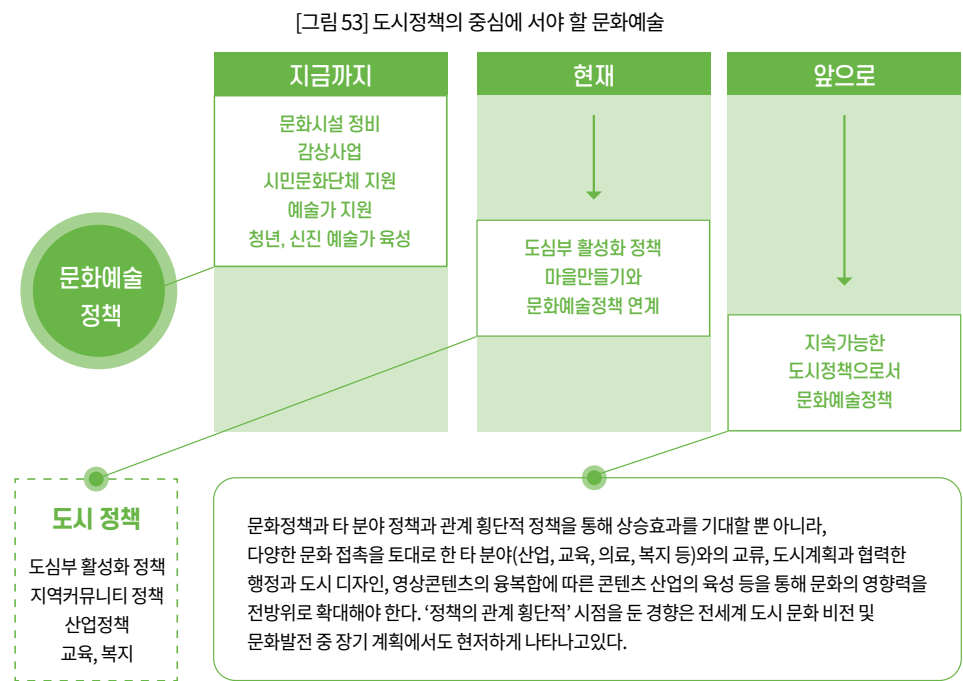 [그림 53] 도시정책의 중심에 서야 할 문화예술
지금까지
현재
앞으로
문화시설 정비
감상사업
시민문화단체 지원
예술가 지원
청년, 신진 예술가 육성
문화예술
정책
도심부 활성화 정책
마을만들기와
문화예술정책 연계
지속가능한
도시정책으로서
문화예술정책
도시 정책
도심부 활성화 정책
지역커뮤니티 정책
산업정책
교육, 복지
문화정책과 타 분야 정책과 관계 횡단적 정책을 통해 상승효과를 기대할 뿐 아니라,
다양한 문화 접촉을 토대로 한 타 분야(산업, 교육, 의료, 복지 등)와의 교류, 도시계획과 협력한
행정과 도시 디자인, 영상콘텐츠의 융복합에 따른 콘텐츠 산업의 육성 등을 통해 문화의 영향력을
전방위로 확대해야 한다. ‘정책의 관계 횡단적’ 시점을 둔 경향은 전세계 도시 문화 비전 및
문화발전 중 장기 계획에서도 현저하게 나타나고있다.